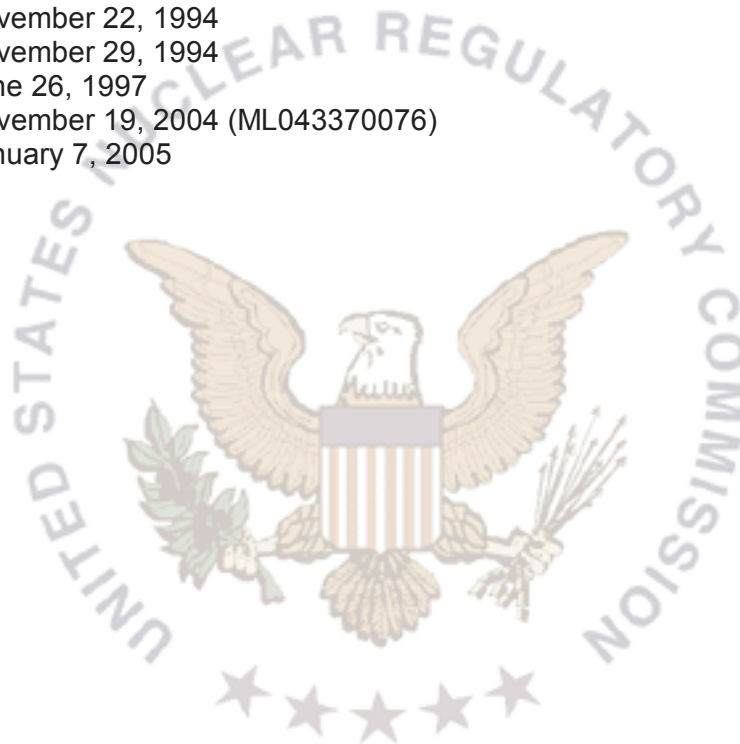 vember 22, 1994
vember 29, 1994
ne 26, 1997
vember 19, 2004 (ML043370076)
nuary 7, 2005
UNITED STATES NUCLEAR REGULATORY COMMISSION